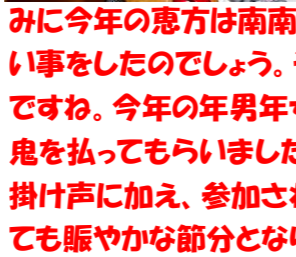 みに今年の恵方は南南
い事をしたのでしょう。
ですね。今年の年男年
鬼を払ってもらいました
掛け声に加え、参加さ
ても賑やかな節分とな